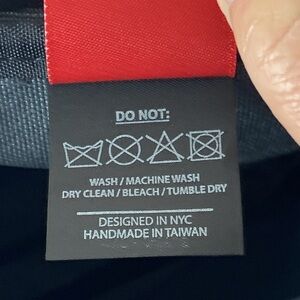 DO NOT:
WASH / MACHINE WASH
DRY CLEAN / BLEACH / TUMBLE DRY
DESIGNED IN NYC
HANDMADE IN TAIWAN